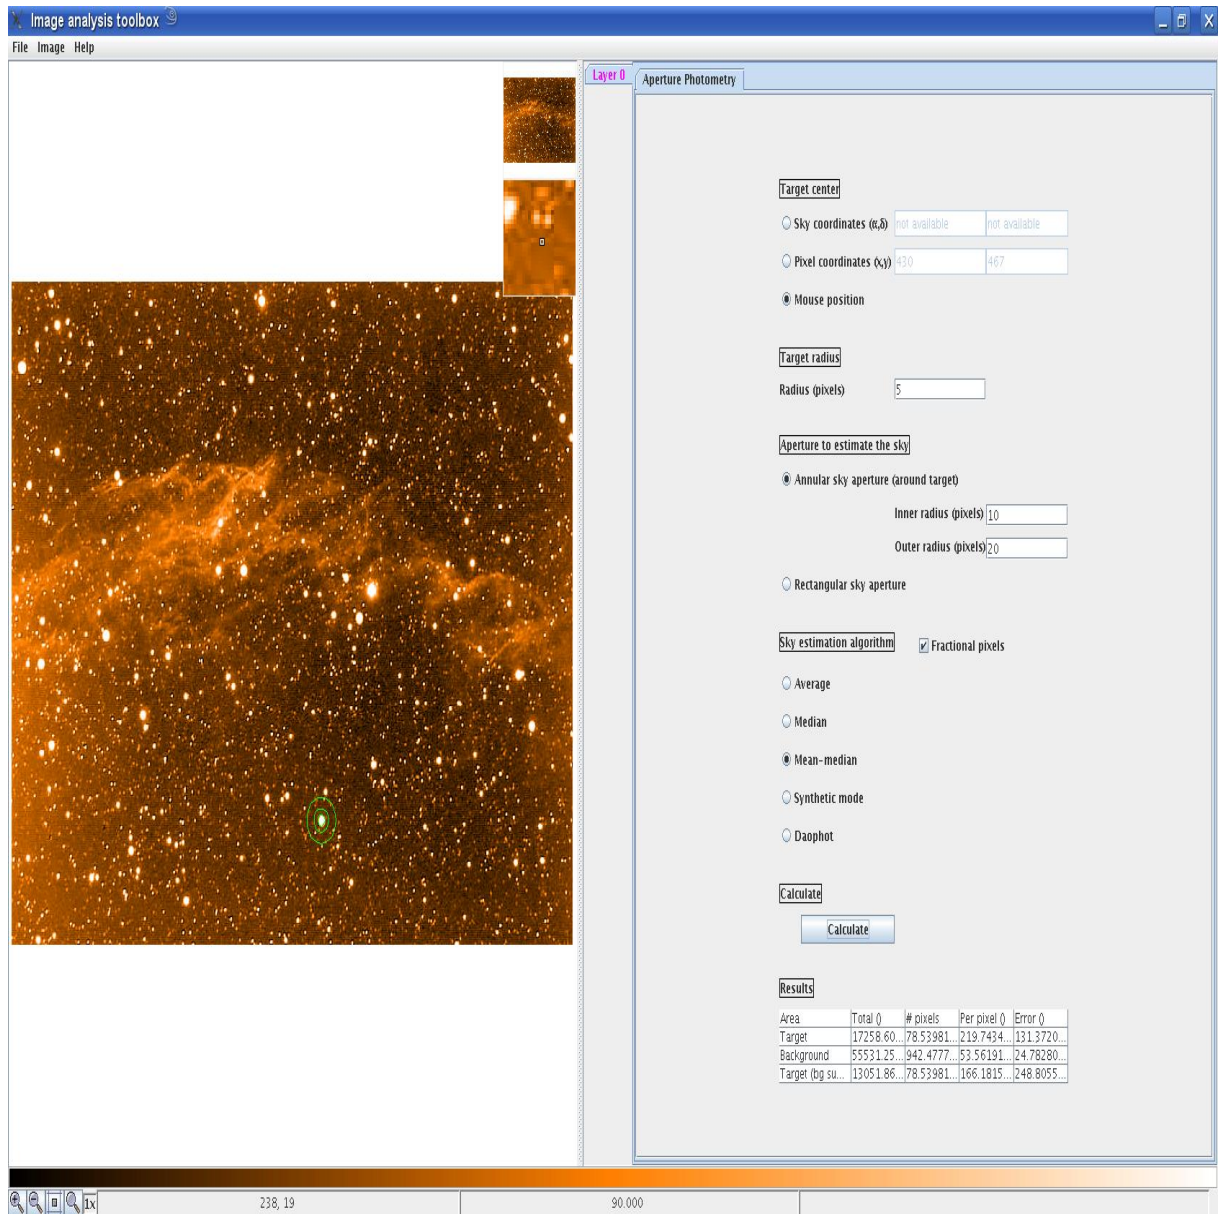 Image analysis toolbox
File Image Help
Layer 0
Aperture Photometry
Target center
Sky coordinates (α,δ) not available not available
Pixel coordinates (x,y) 430 467
Mouse position
Target radius
Radius (pixels) 5
Aperture to estimate the sky
Annular sky aperture (around target)
Inner radius (pixels) 10
Outer radius (pixels) 20
Rectangular sky aperture
Sky estimation algorithm Fractional pixels
Average
Median
Mean-median
Synthetic mode
Daophot
Calculate
Calculate
Results
Area Total () # pixels Per pixel () Error ()
Target 17258.60... 78.53981... 219.7434... 131.3720...
Background 55531.25... 942.4777... 53.56191... 24.78280...
Target (bg su... 13051.86... 78.53981... 166.1815... 248.8055...
1x 238, 19 90.000